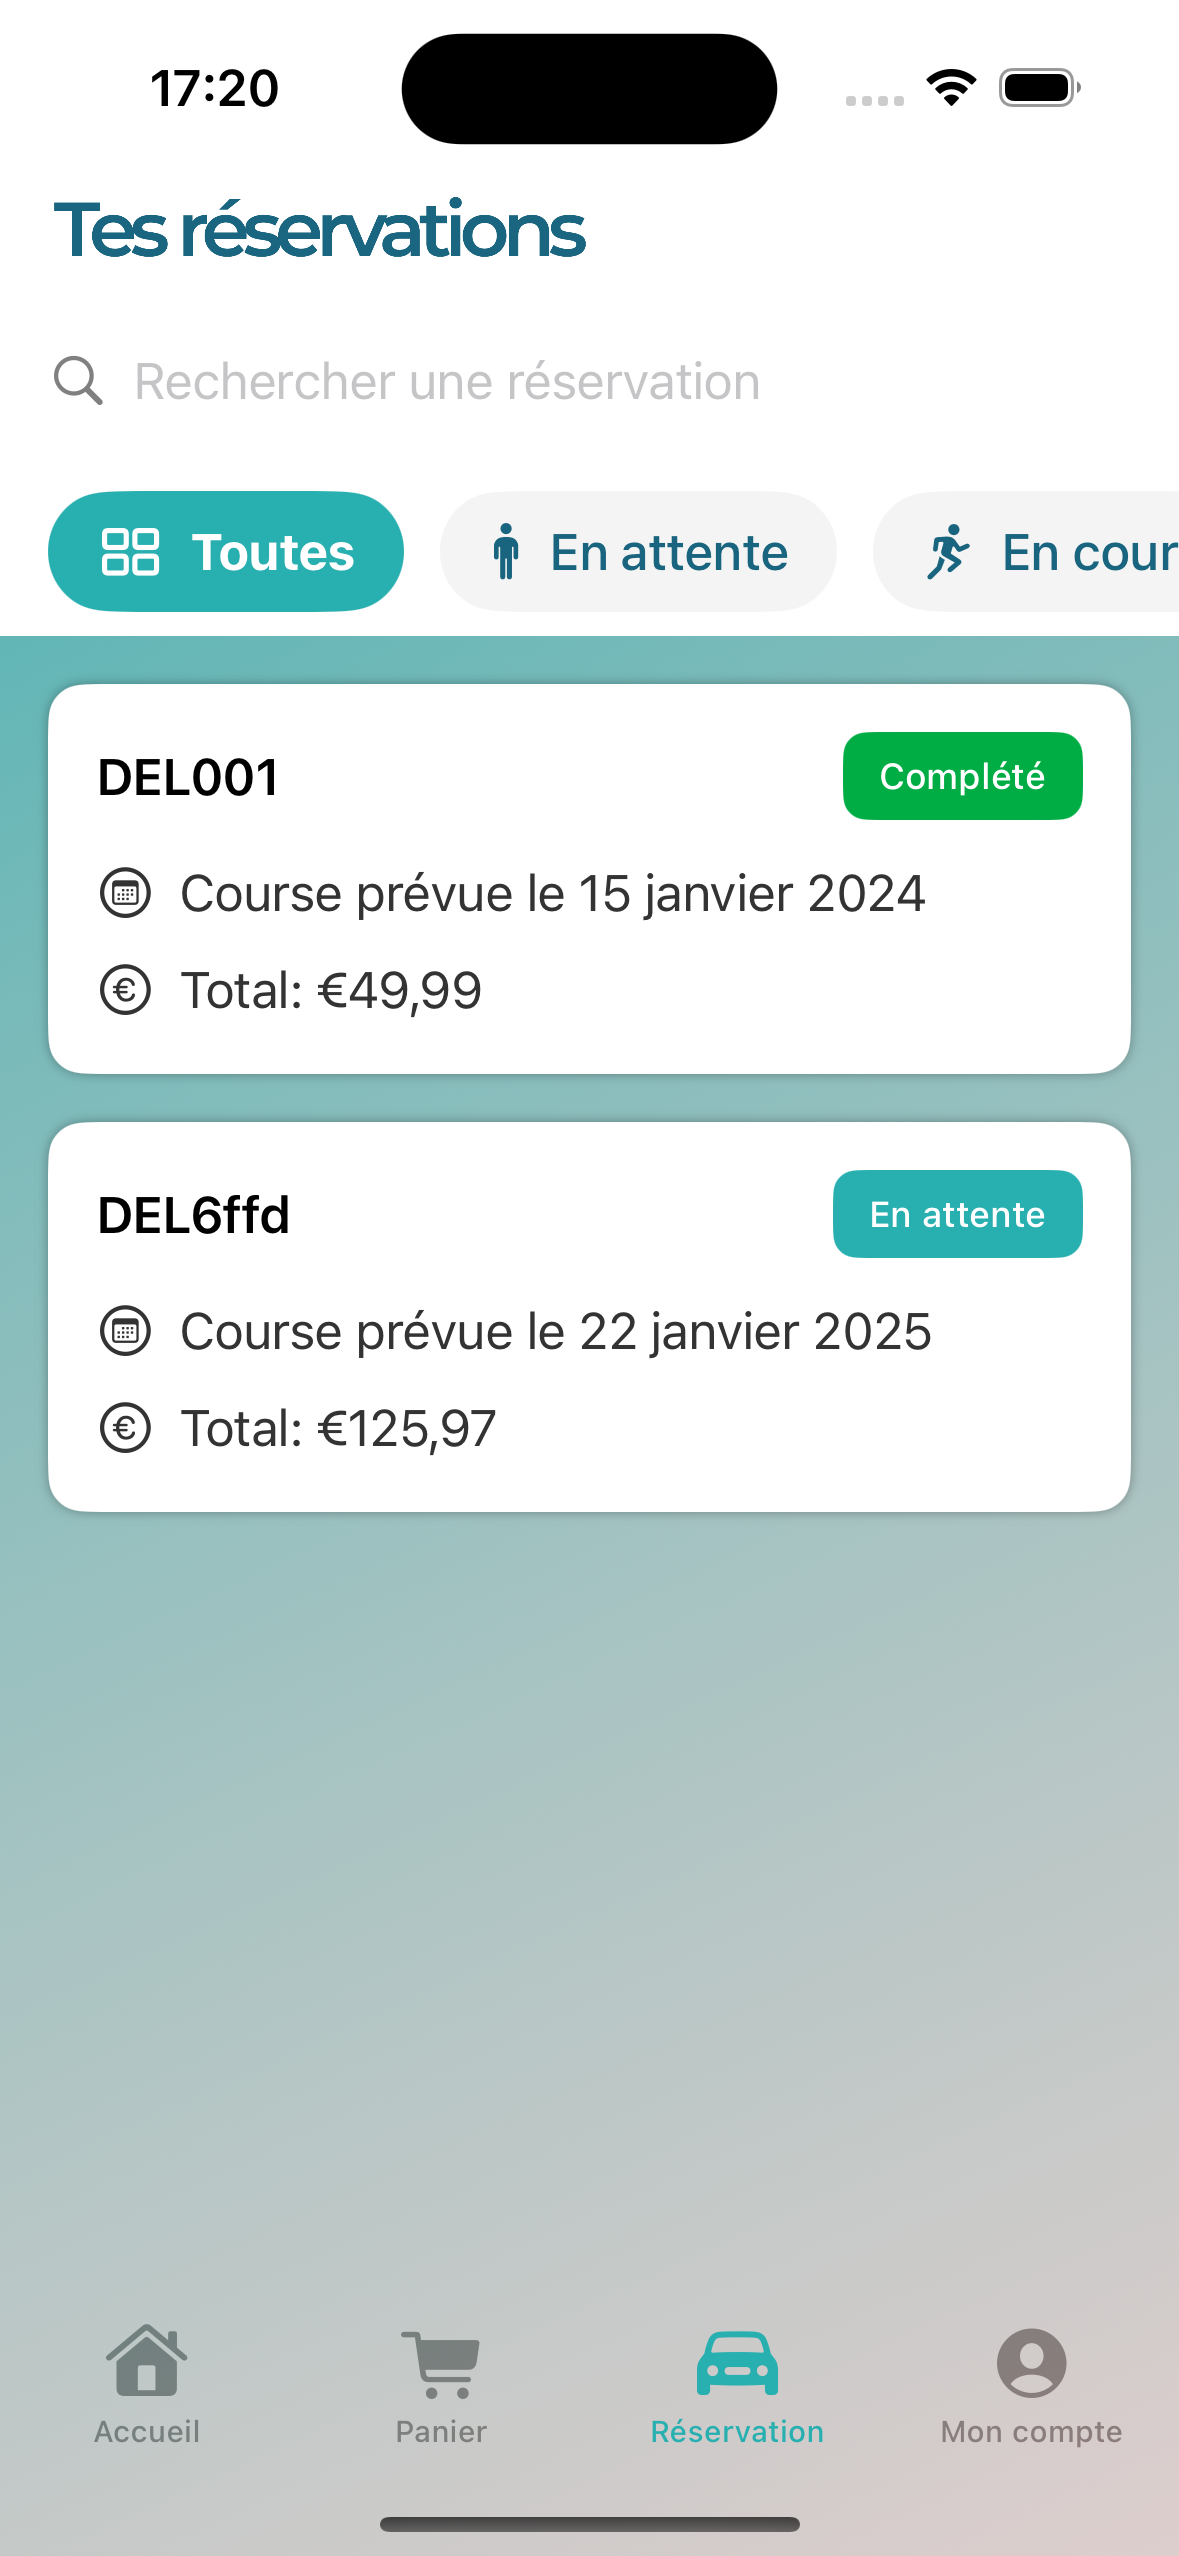 17:20
Tes réservations
Rechercher une réservation
Toutes
En attente
En cour
DEL001
Complété
Course prévue le 15 janvier 2024
Total: €49,99
DEL6ffd
En attente
Course prévue le 22 janvier 2025
Total: €125,97
Accueil
Panier
Réservation
Mon compte